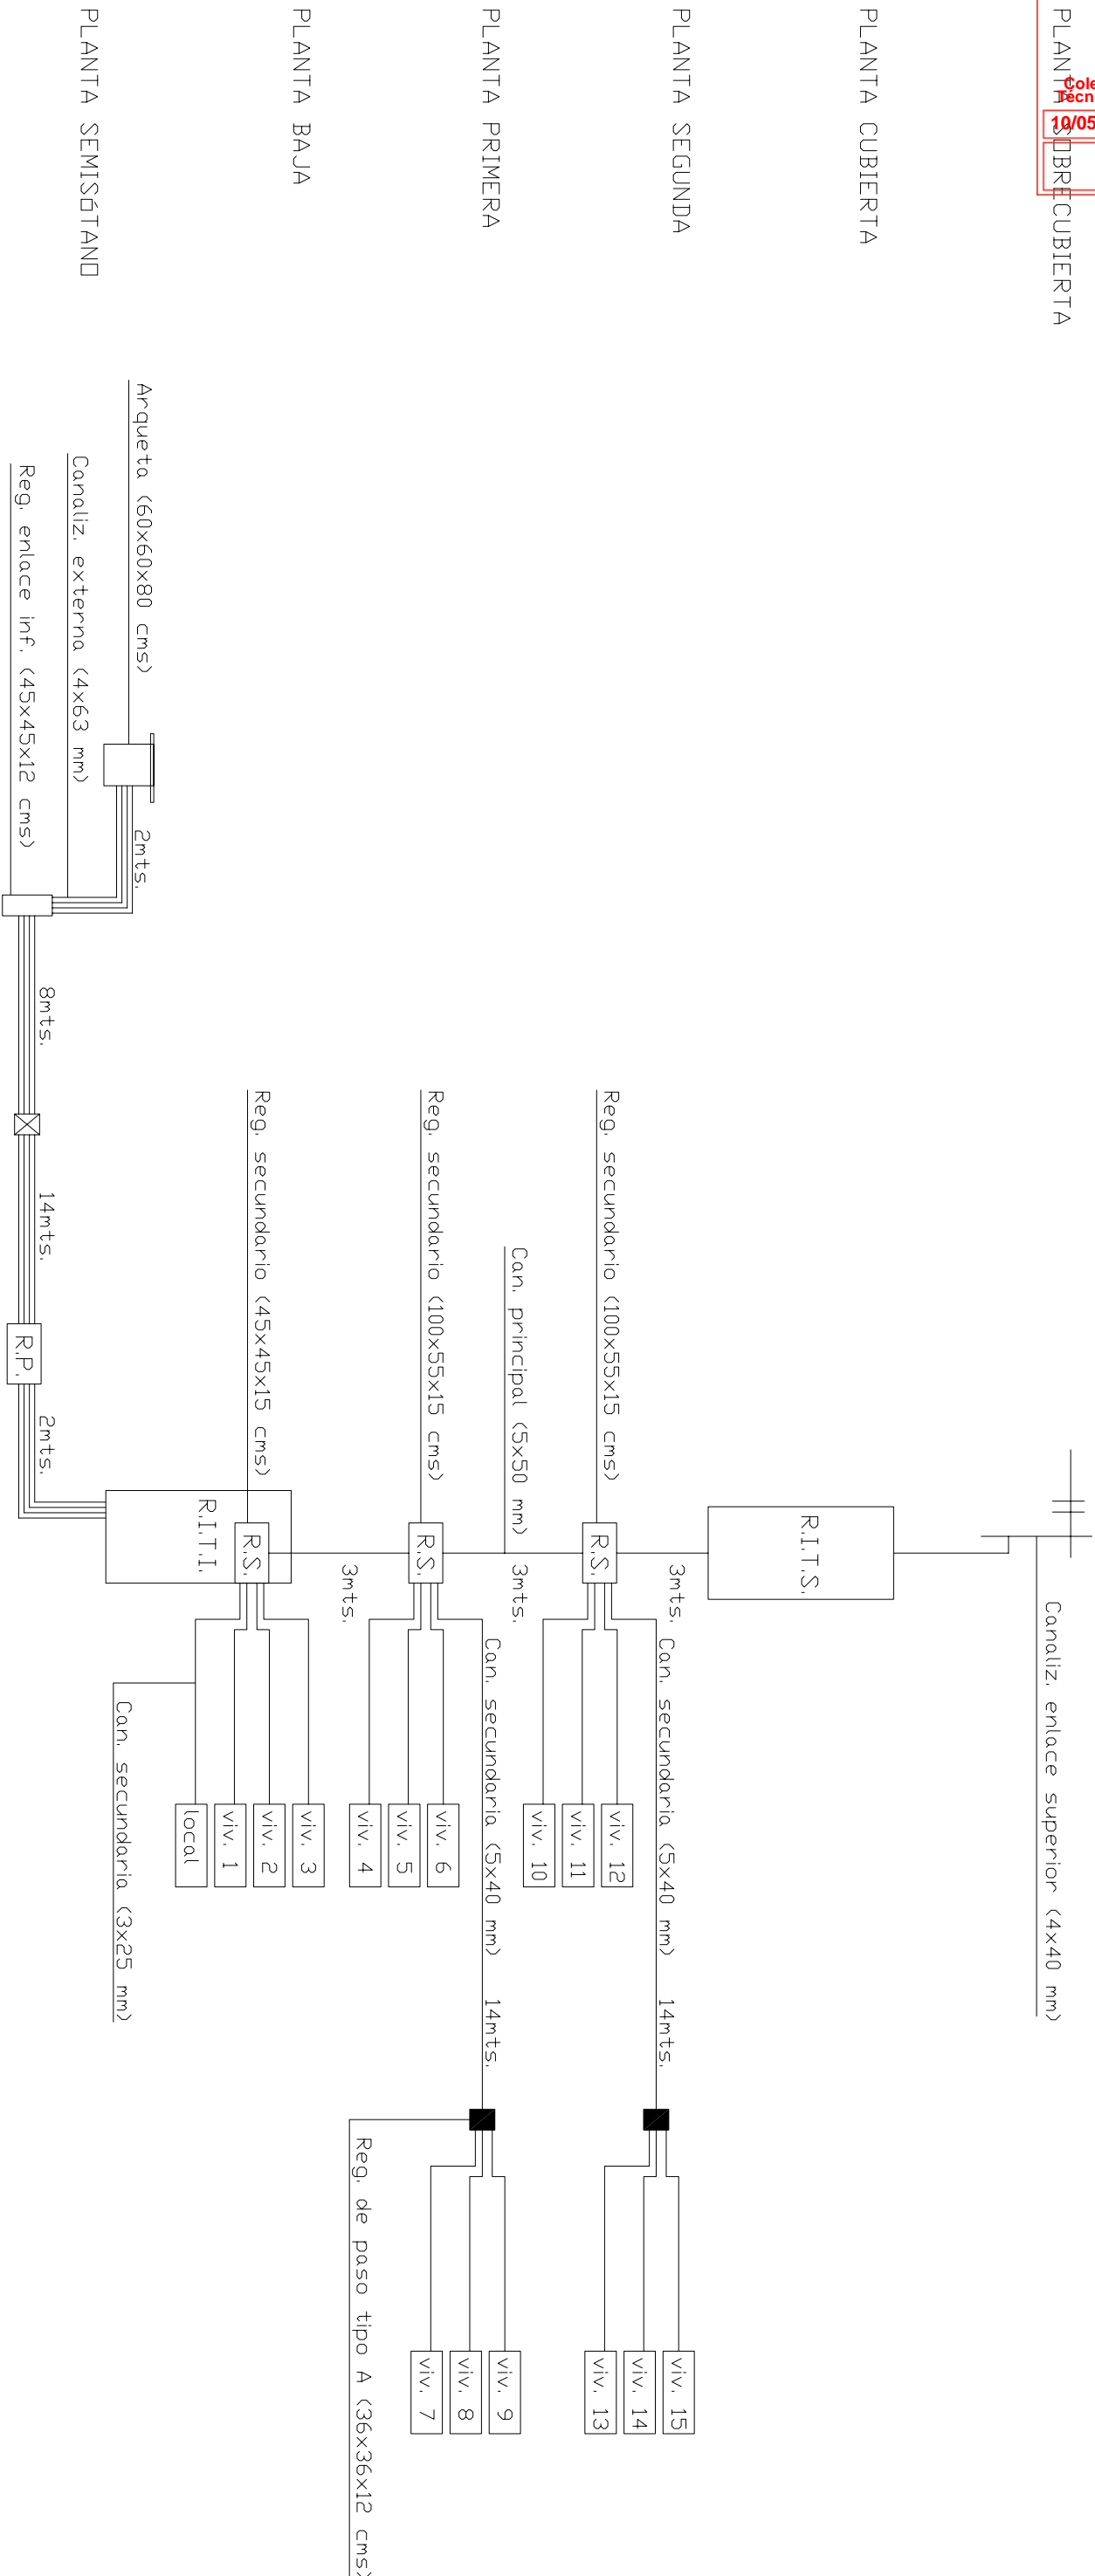 PLANTA SOBRECUBIERTA
PLANTA CUBIERTA
PLANTA SEGUNDA
PLANTA PRIMERA
PLANTA BAJA
PLANTA SEMISóTANO
10/05
Canaliz. enlace superior (4x40 mm)
R.I.T.S.
3mts.
Can. secundaria (5x40 mm)
14mts.
Reg. secundario (100x55x15 cms)
R.S.
viv. 12
viv. 11
viv. 10
viv. 15
viv. 14
viv. 13
Can. principal (5x50 mm)
3mts.
Can. secundaria (5x40 mm)
14mts.
Reg. secundario (100x55x15 cms)
R.S.
viv. 6
viv. 5
viv. 4
viv. 9
viv. 8
viv. 7
Reg. de paso tipo A (36x36x12 cms)
3mts.
Reg. secundario (45x45x15 cms)
R.S.
R.I.T.I.
viv. 3
viv. 2
viv. 1
local
Can. secundaria (3x25 mm)
Arqueta (60x60x80 cms)
2mts.
Canaliz. externa (4x63 mm)
Reg. enlace inf. (45x45x12 cms)
8mts.
14mts.
R.P.
2mts.